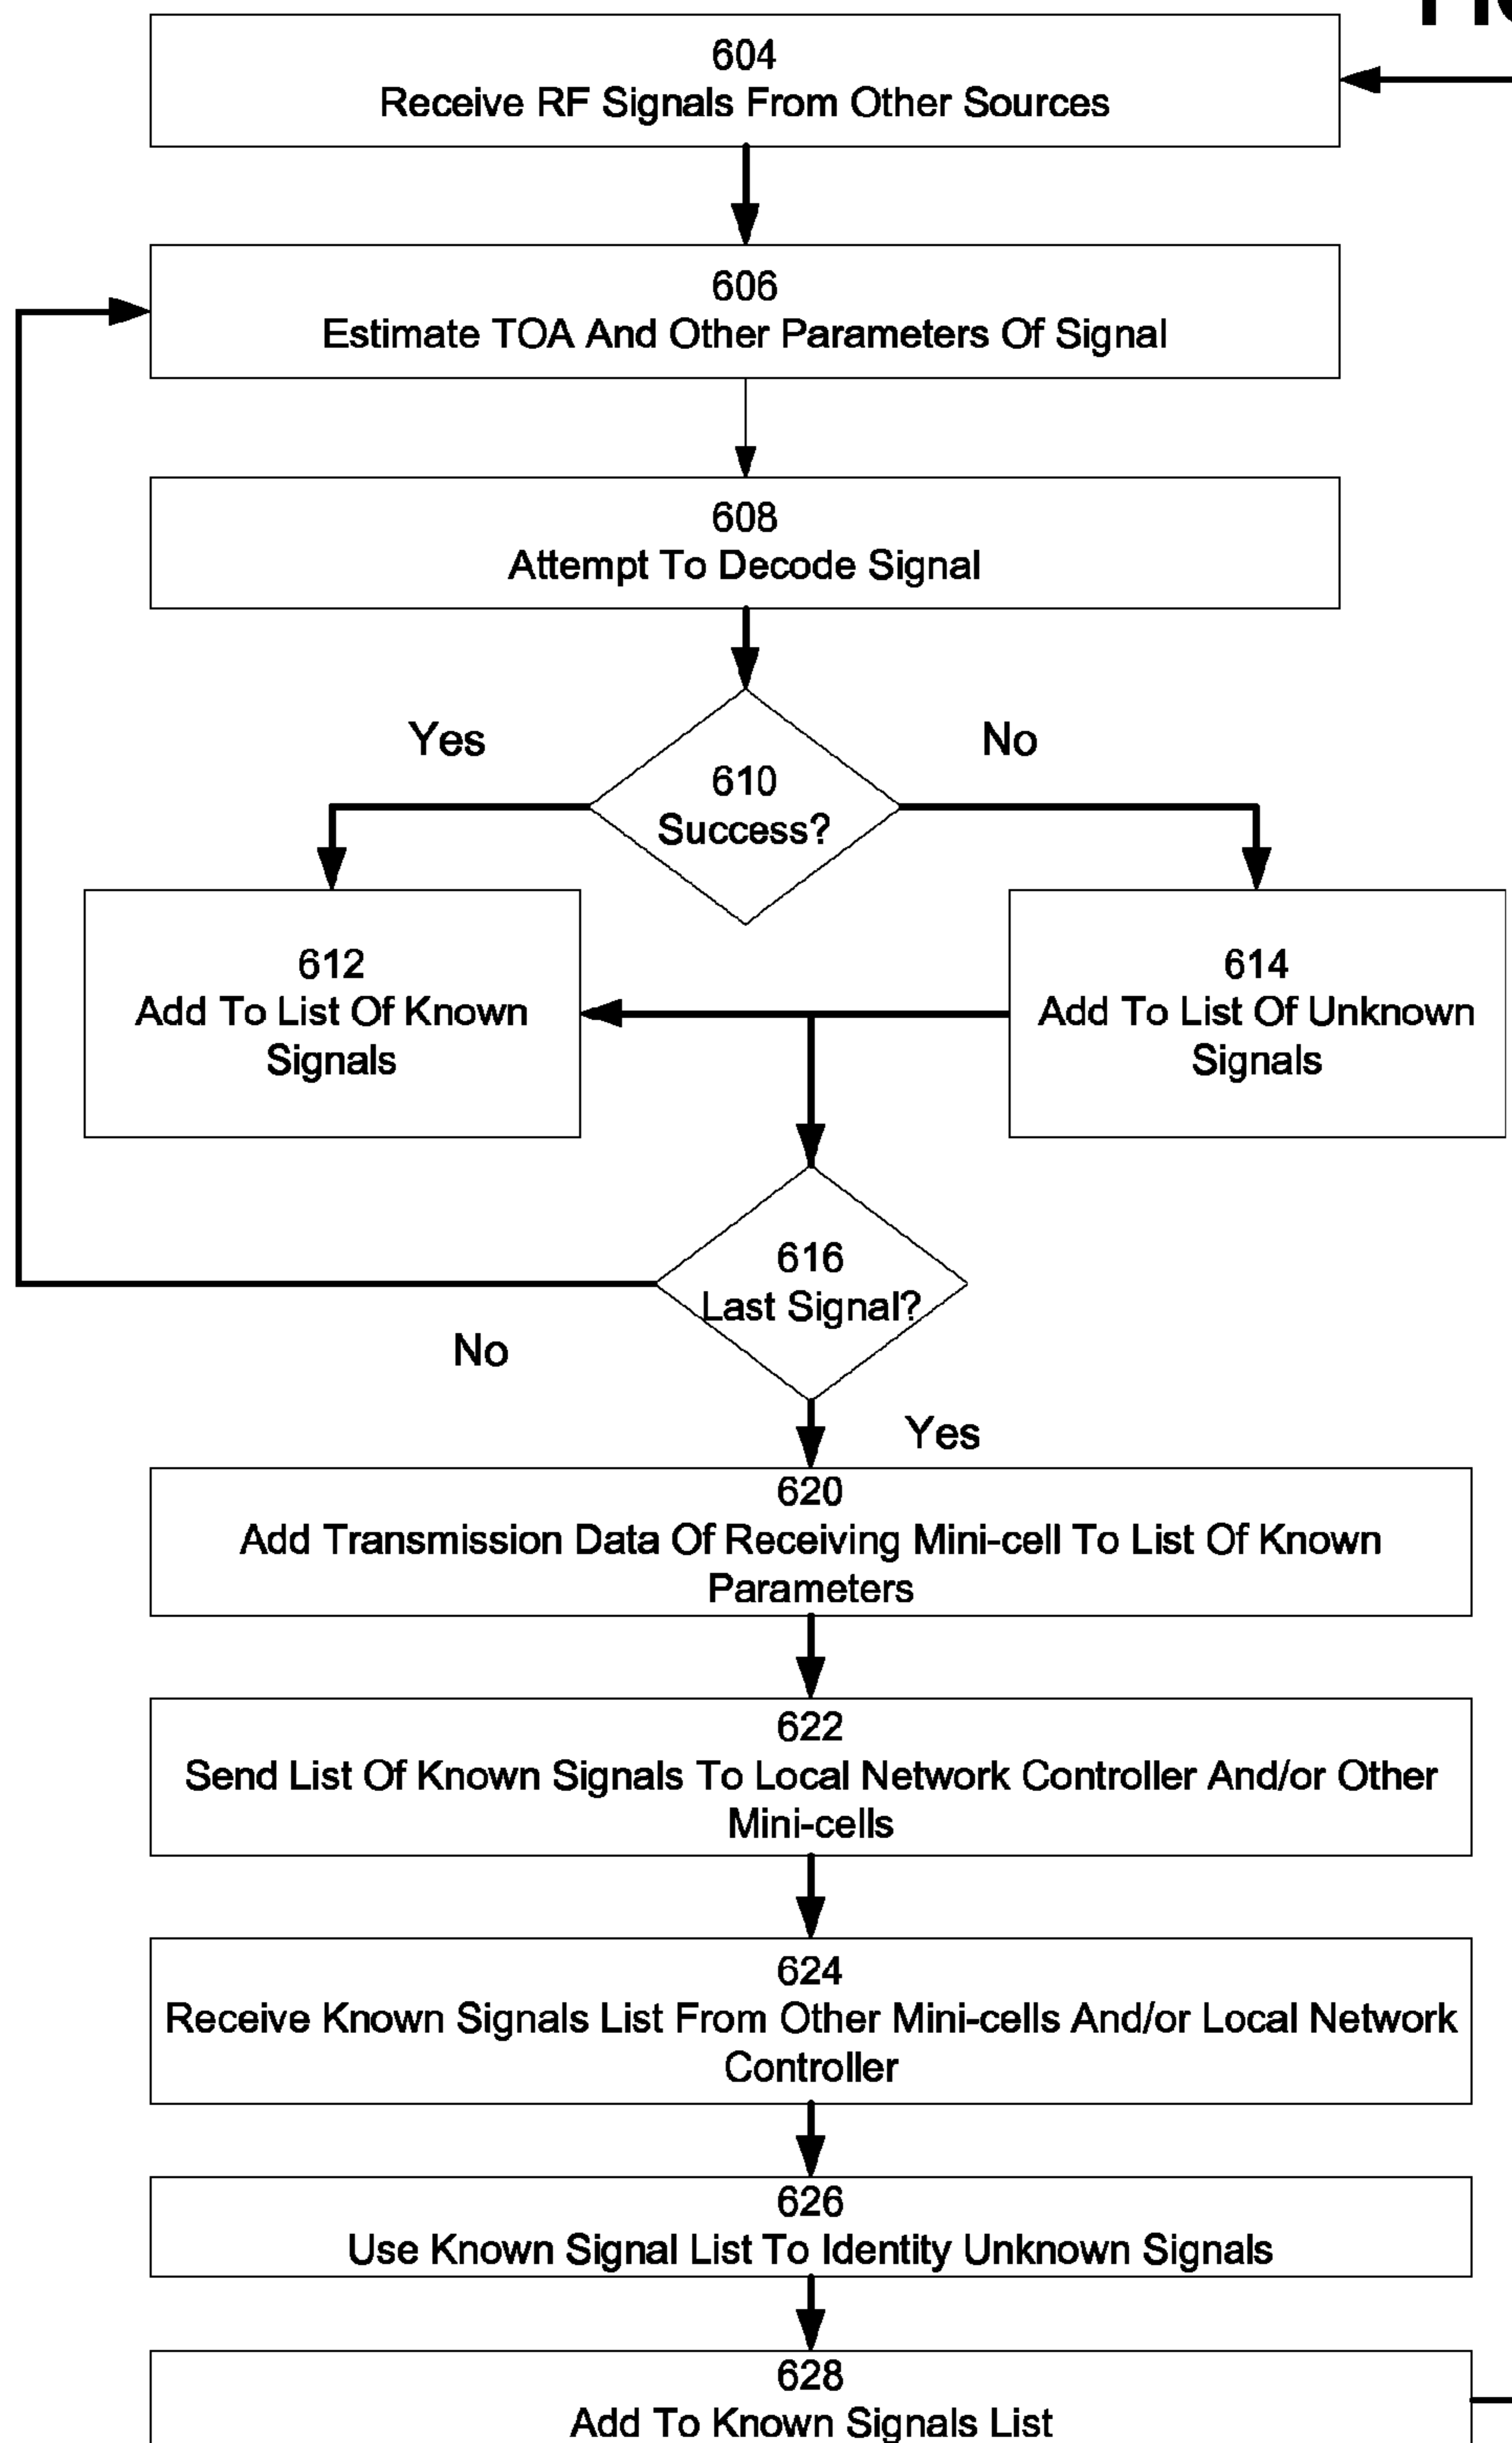 604
Receive RF Signals From Other Sources
606
Estimate TOA And Other Parameters Of Signal
608
Attempt To Decode Signal
Yes
No
610
Success?
612
Add To List Of Known
Signals
614
Add To List Of Unknown
Signals
616
Last Signal?
No
Yes
620
Add Transmission Data Of Receiving Mini-cell To List Of Known
Parameters
622
Send List Of Known Signals To Local Network Controller And/or Other
Mini-cells
624
Receive Known Signals List From Other Mini-cells And/or Local Network
Controller
626
Use Known Signal List To Identity Unknown Signals
628
Add To Known Signals List